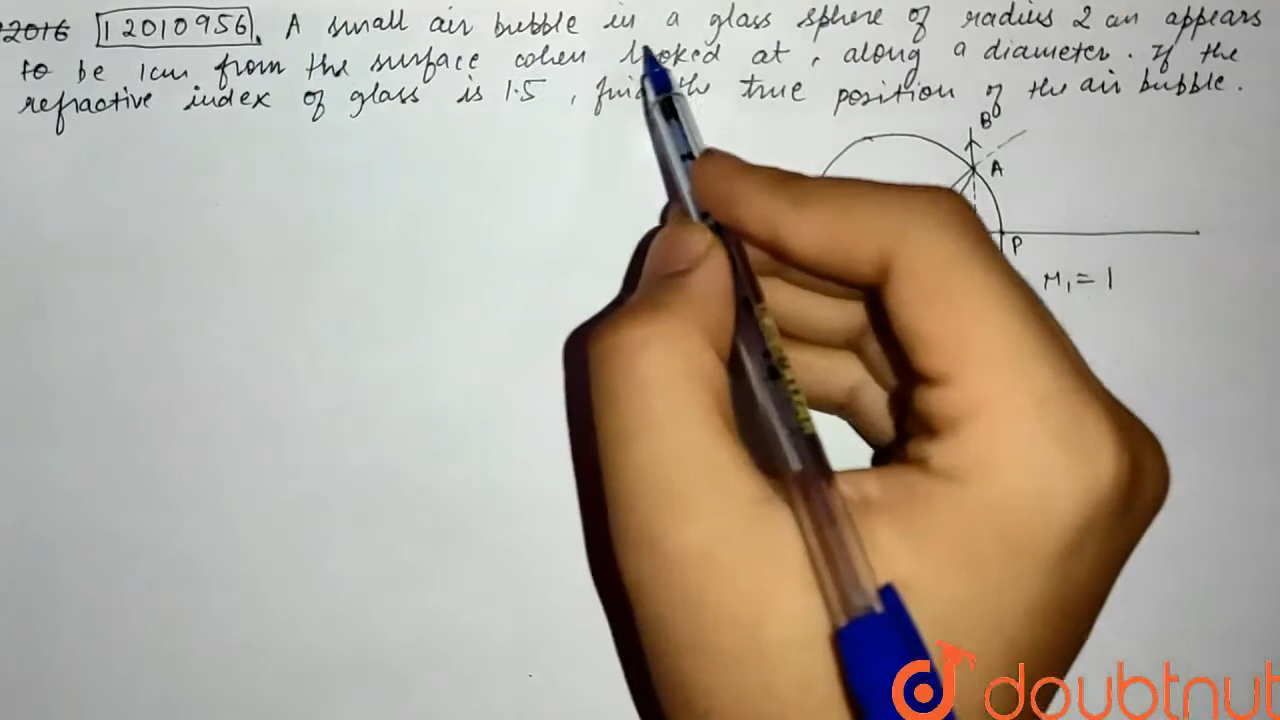 12016 12010956. A small air bubble in a glass sphere of radius 2 cm appears
to be 1cm from the surface when looked at, along a diameter. If the
refractive index of glass is 1.5, find the true position of the air bubble.
B
A
P
M1 = 1
doubtnut